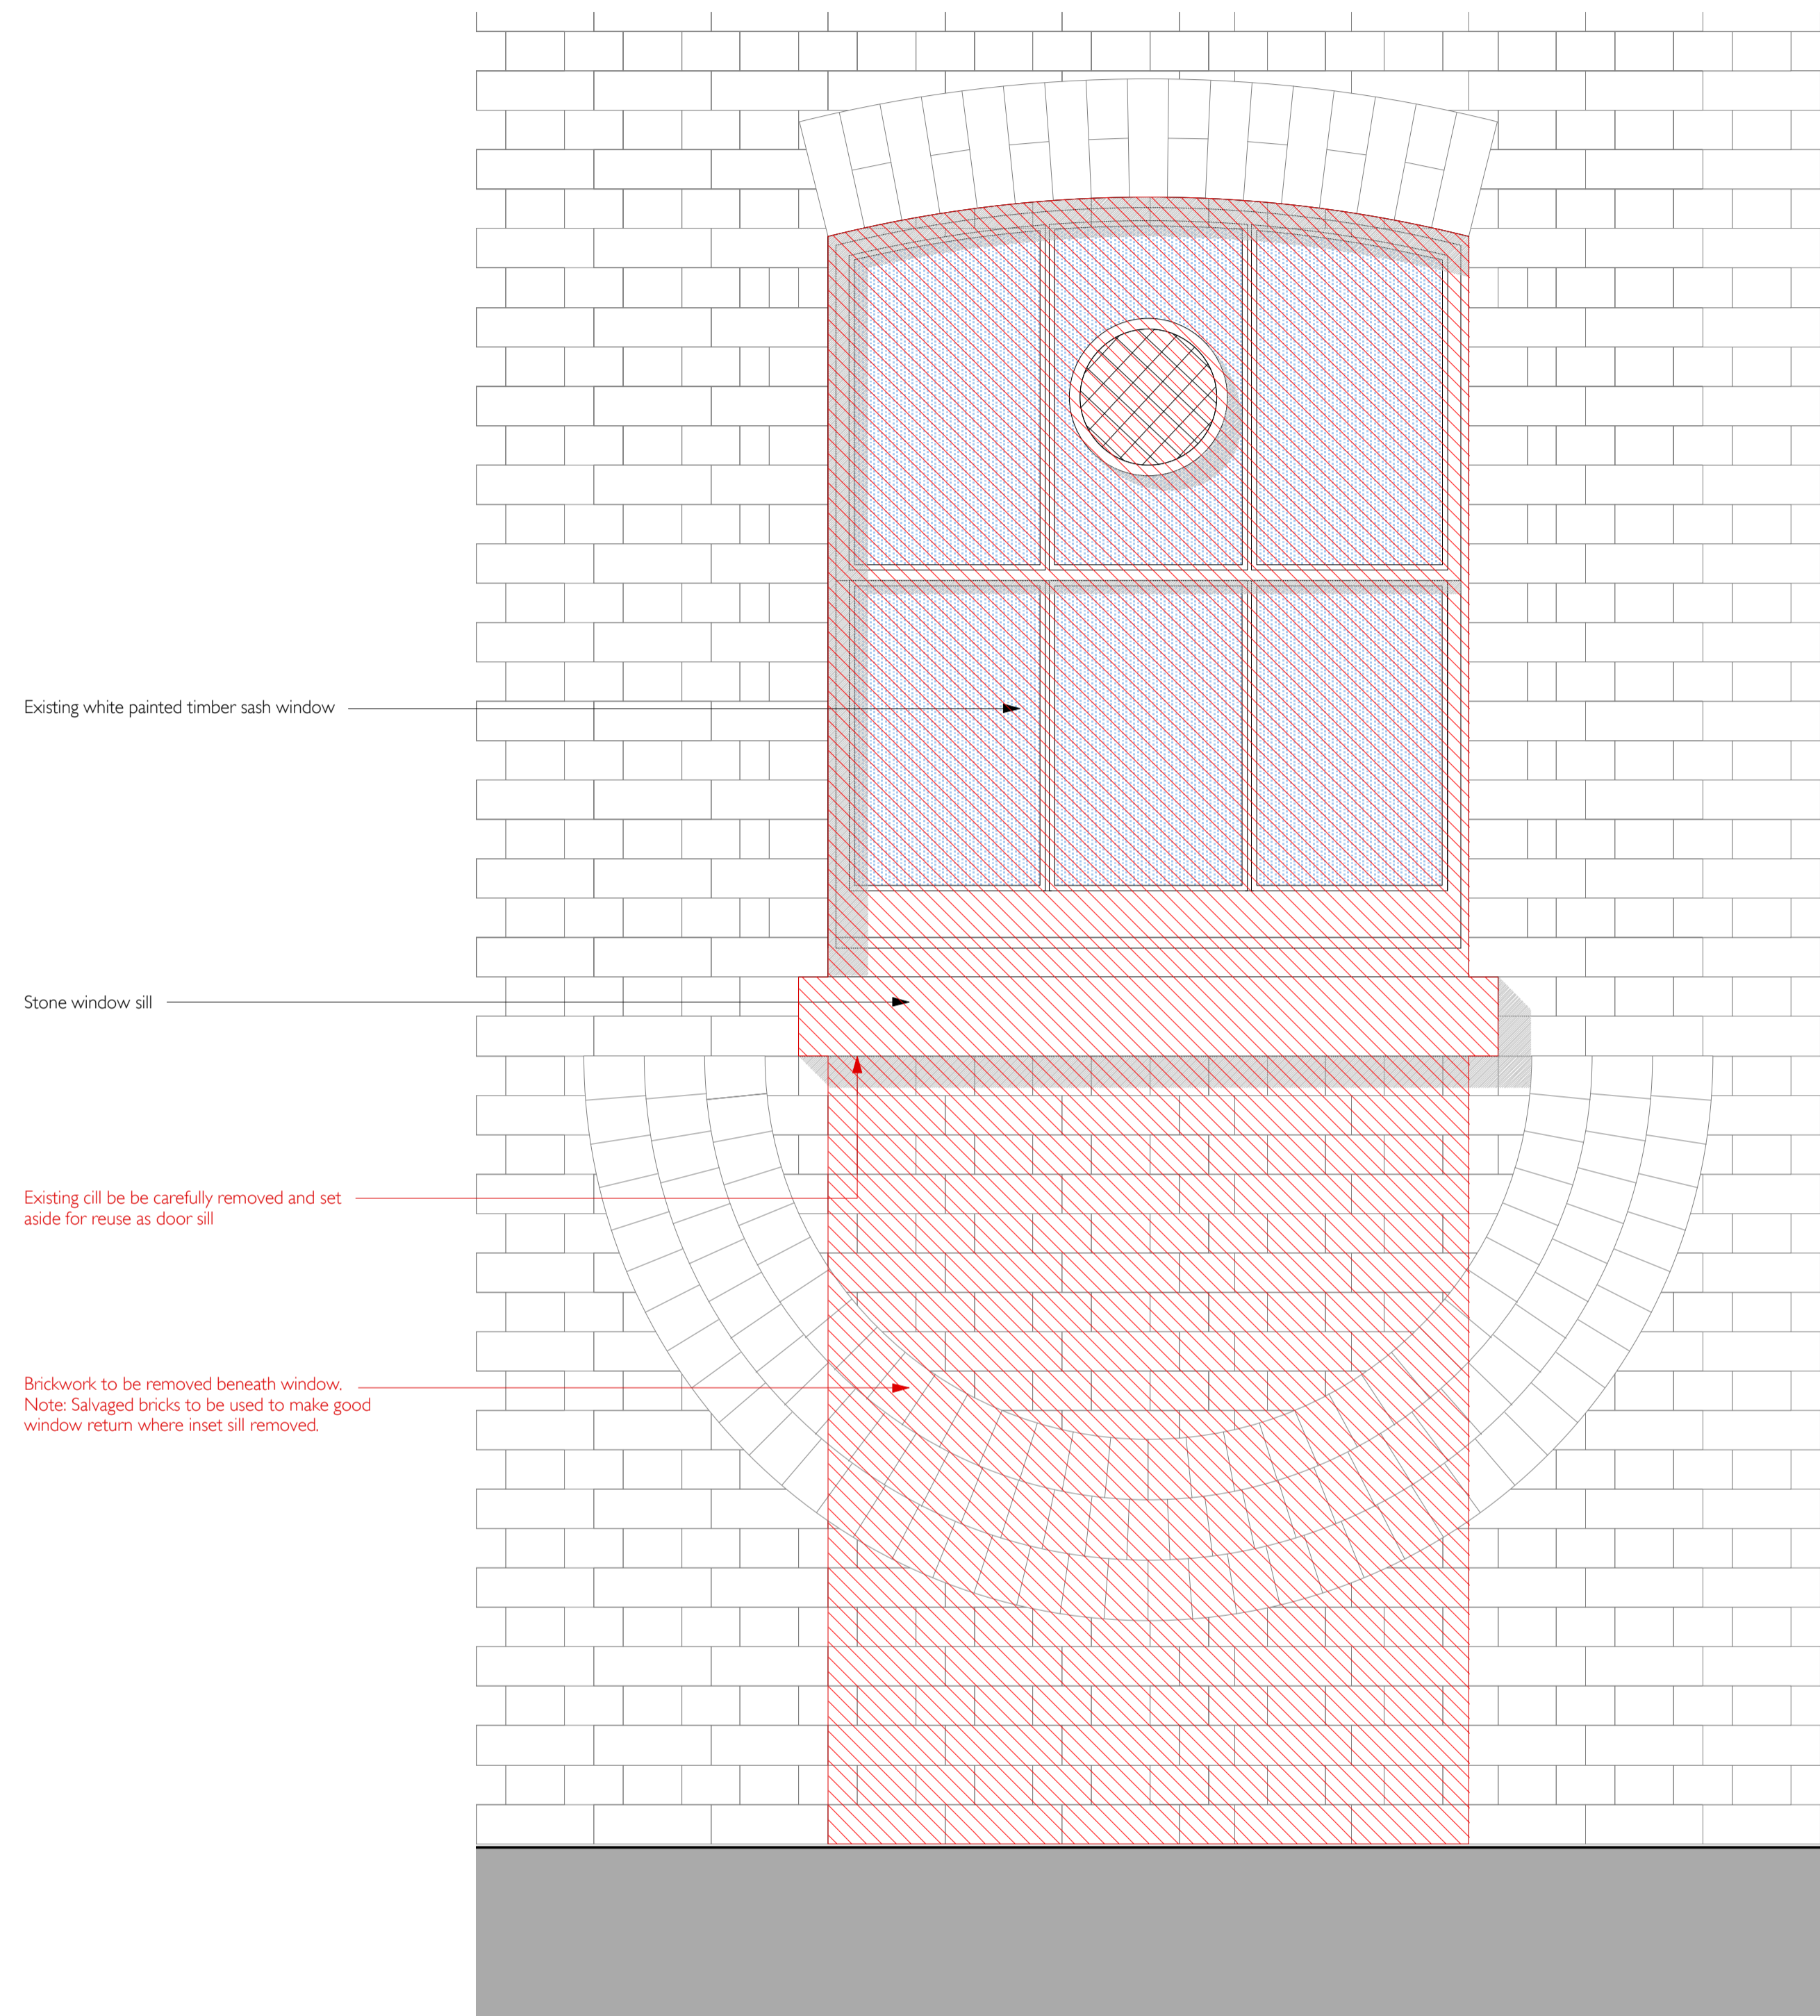 Existing white painted timber sash window
Stone window sill
Existing cill be be carefully removed and set
aside for reuse as door sill
Brickwork to be removed beneath window.
Note: Salvaged bricks to be used to make good
window return where inset sill removed.